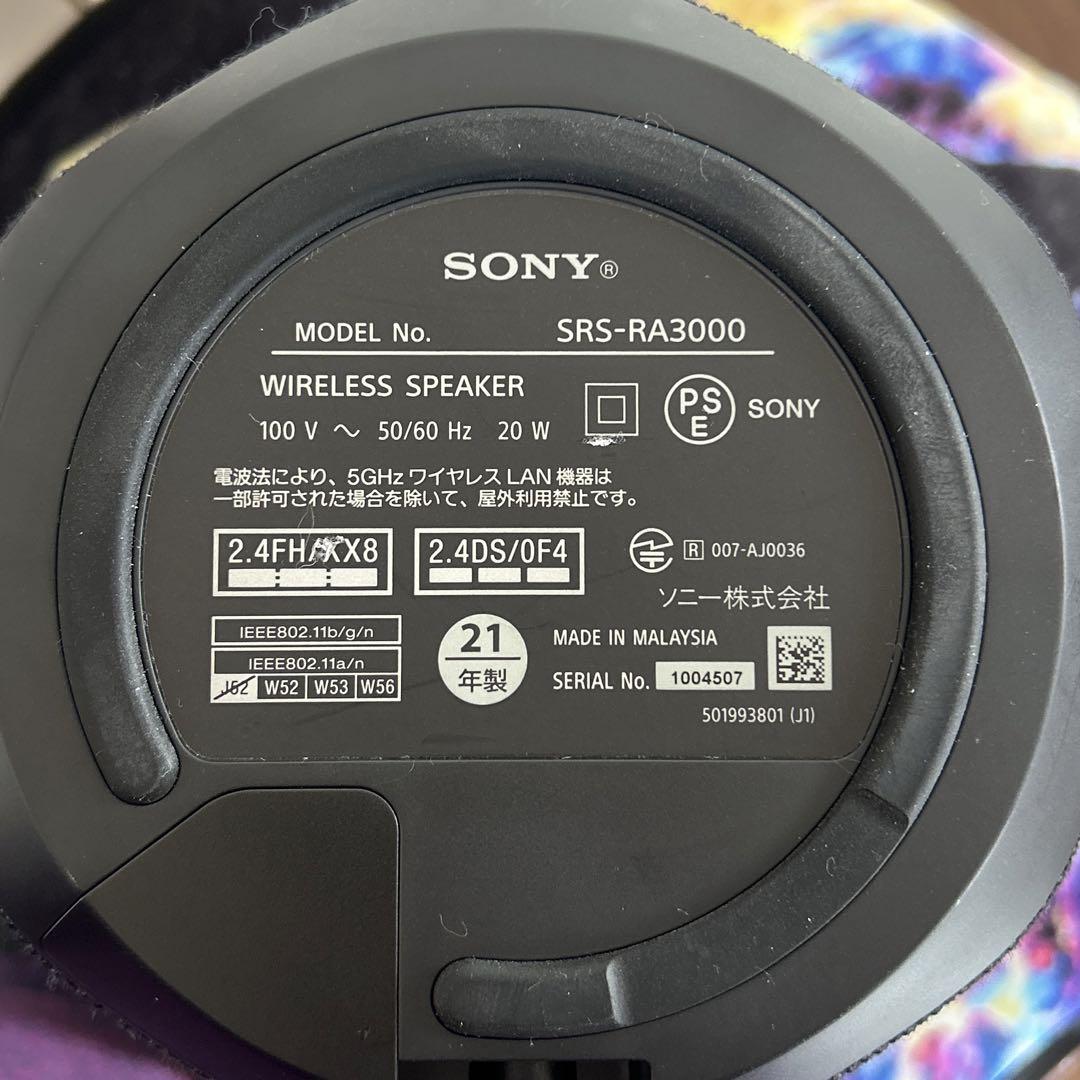 SONY®
MODEL No. SRS-RA3000
WIRELESS SPEAKER
100 V ～ 50/60 Hz 20 W
PSE SONY
電波法により、5GHz ワイヤレス LAN 機器は
一部許可された場合を除いて、屋外利用禁止です。
2.4FH/XX8
2.4DS/0F4
R 007-AJ0036
ソニー株式会社
IEEE802.11b/g/n
IEEE802.11a/n
J52 W52 W53 W56
21
年製
MADE IN MALAYSIA
SERIAL No. 1004507
501993801 (J1)